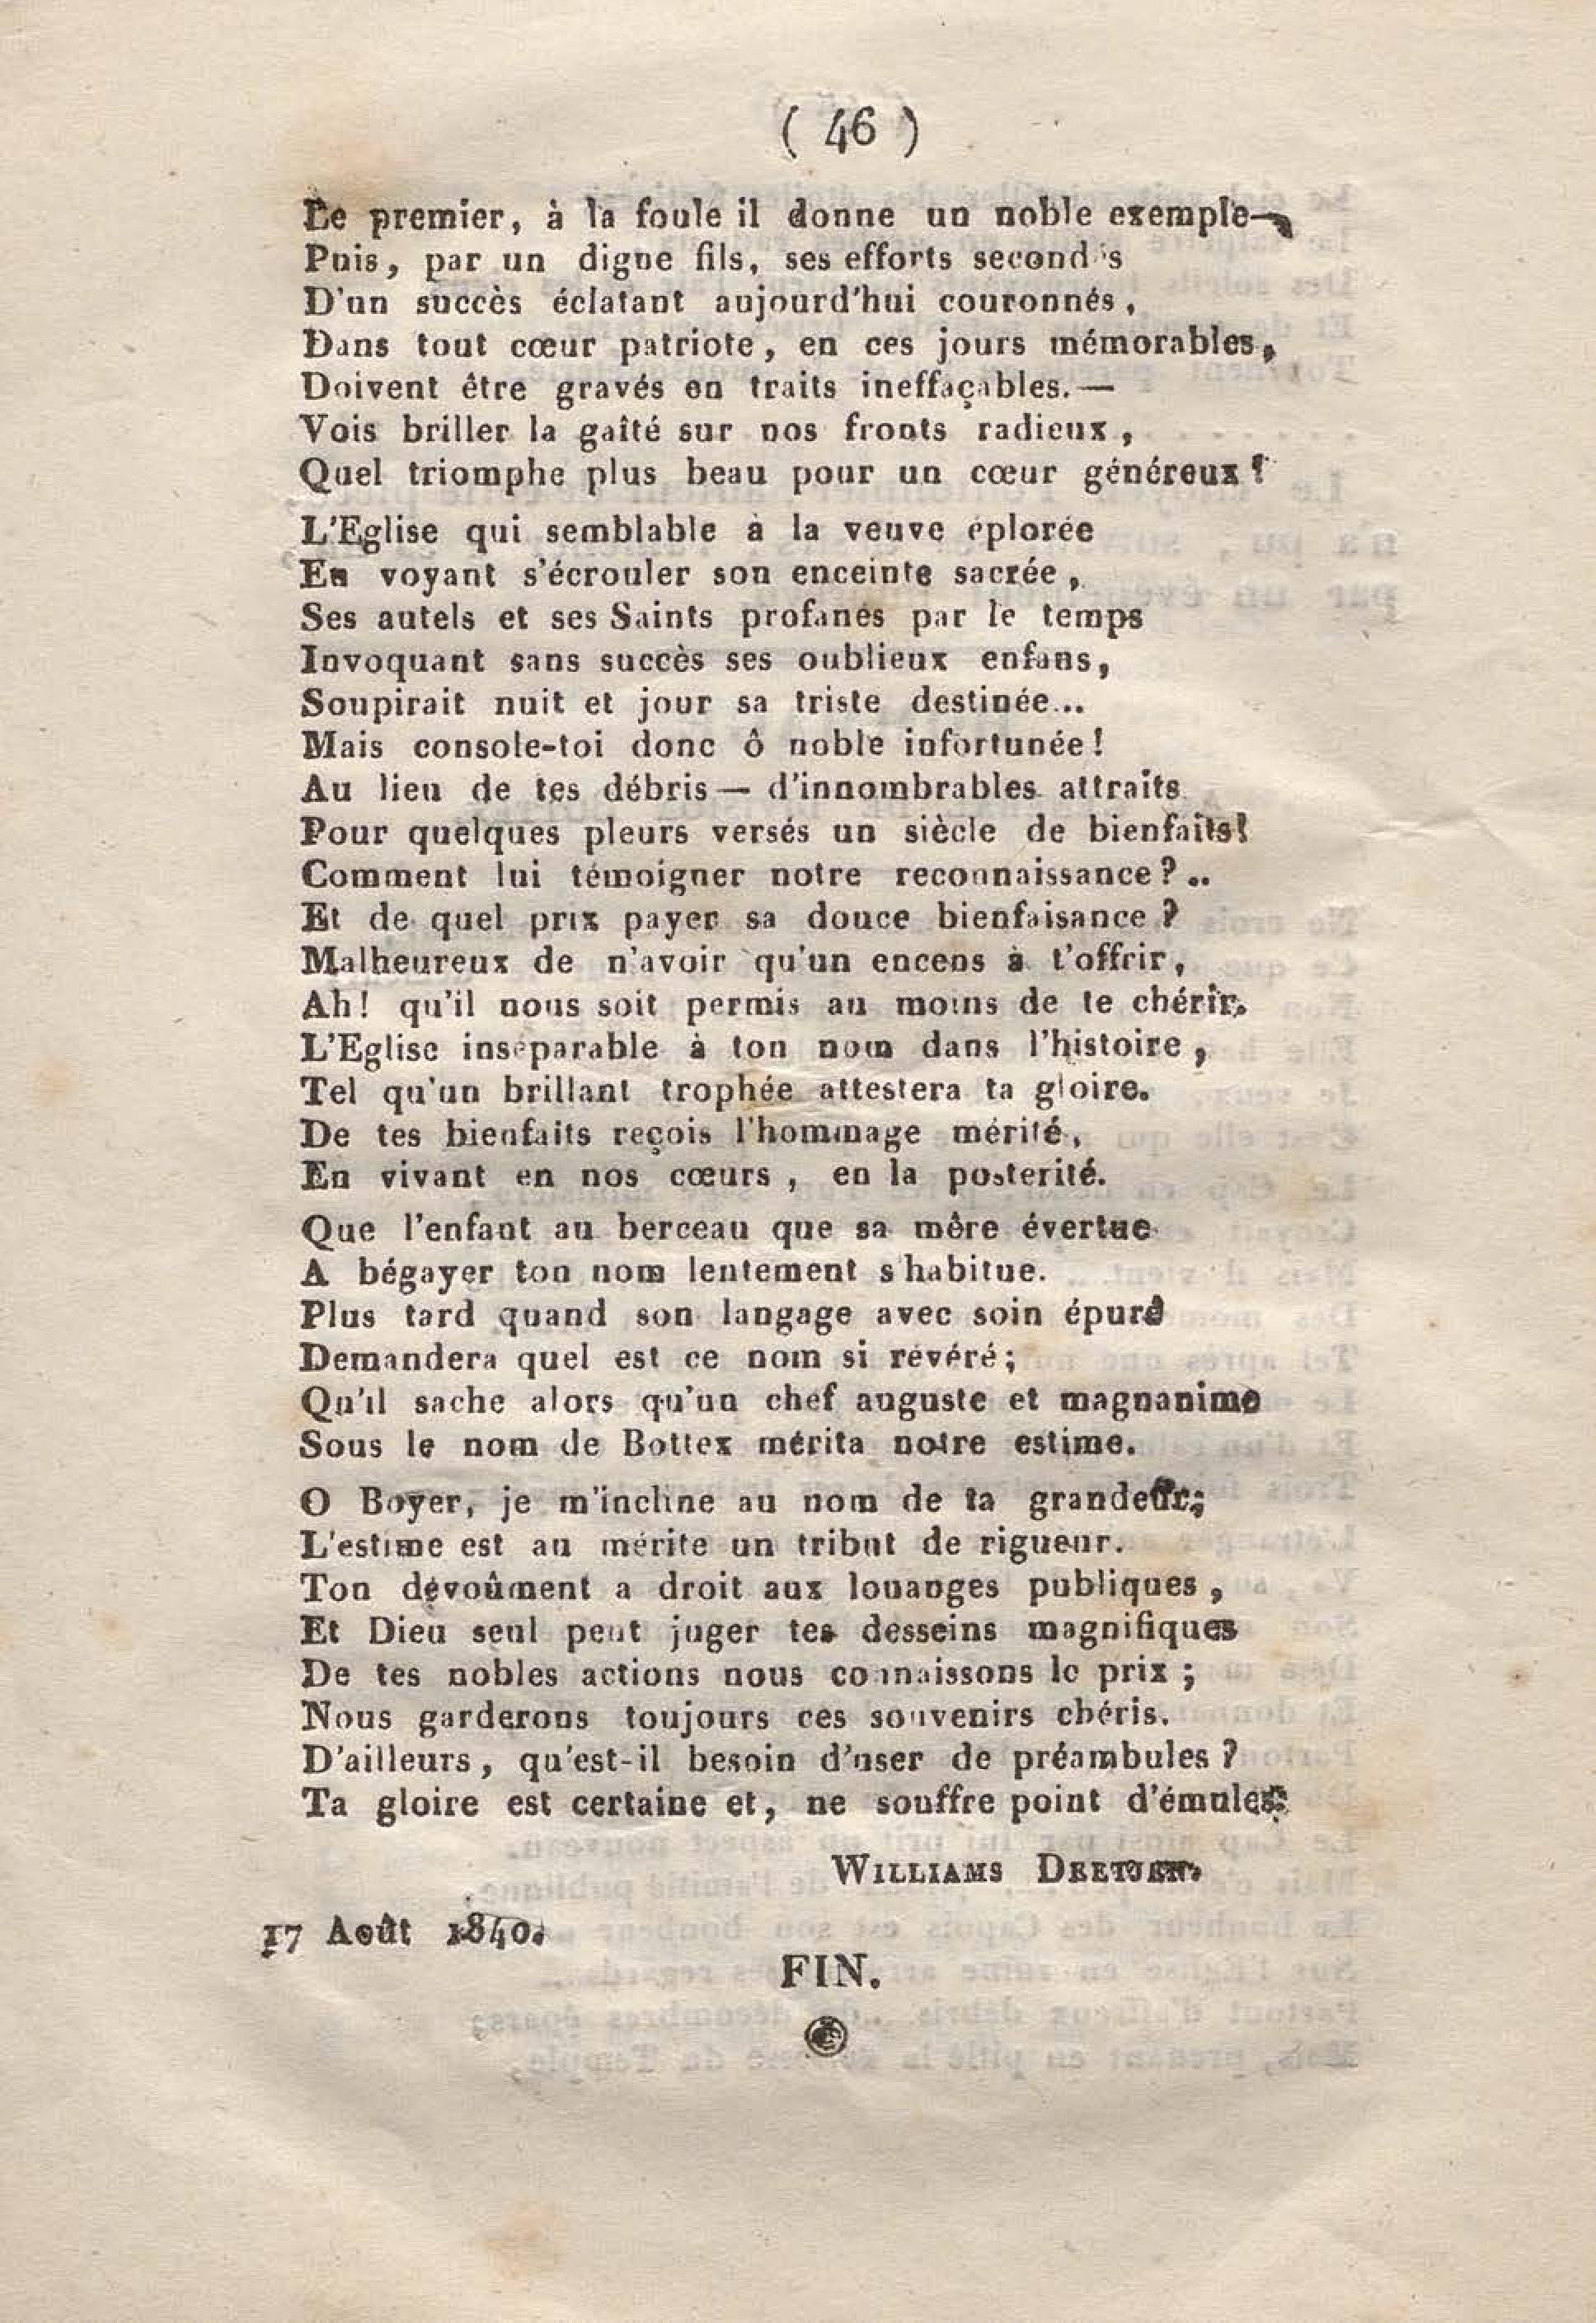 ( 46 )
Le premier, à la foule il donne un noble exemple—
Puis, par un digne fils, ses efforts secondés
D'un succès éclatant aujourd'hui couronnés,
Dans tout cœur patriote, en ces jours mémorables,
Doivent être gravés en traits ineffaçables.—
Vois briller la gaîté sur nos fronts radieux,
Quel triomphe plus beau pour un cœur généreux!
L'Eglise qui semblable à la veuve éplorée
En voyant s'écrouler son enceinte sacrée,
Ses autels et ses Saints profanés par le temps
Invoquant sans succès ses oublieux enfans,
Soupirait nuit et jour sa triste destinée...
Mais console-toi donc ô noble infortunée!
Au lieu de tes débris — d'innombrables attraits
Pour quelques pleurs versés un siècle de bienfaits!
Comment lui témoigner notre reconnaissance?..
Et de quel prix payer sa douce bienfaisance?
Malheureux de n'avoir qu'un encens à t'offrir,
Ah! qu'il nous soit permis au moins de te chérir.
L'Eglise inséparable à ton nom dans l'histoire,
Tel qu'un brillant trophée attestera ta gloire.
De tes bienfaits reçois l'hommage mérité,
En vivant en nos cœurs, en la posterité.
Que l'enfant au berceau que sa mère évertue
A bégayer ton nom lentement s'habitue.
Plus tard quand son langage avec soin épuré
Demandera quel est ce nom si révéré;
Qu'il sache alors qu'un chef auguste et magnanime
Sous le nom de Bottex mérita notre estime.
O Boyer, je m'incline au nom de ta grandeur;
L'estime est au mérite un tribut de rigueur.
Ton dévoûment a droit aux louanges publiques,
Et Dieu seul peut juger tes desseins magnifiques
De tes nobles actions nous connaissons le prix;
Nous garderons toujours ces souvenirs chéris.
D'ailleurs, qu'est-il besoin d'user de préambules?
Ta gloire est certaine et, ne souffre point d'émules.
WILLIAMS DEETJEN.
17 Août 1840.
FIN.